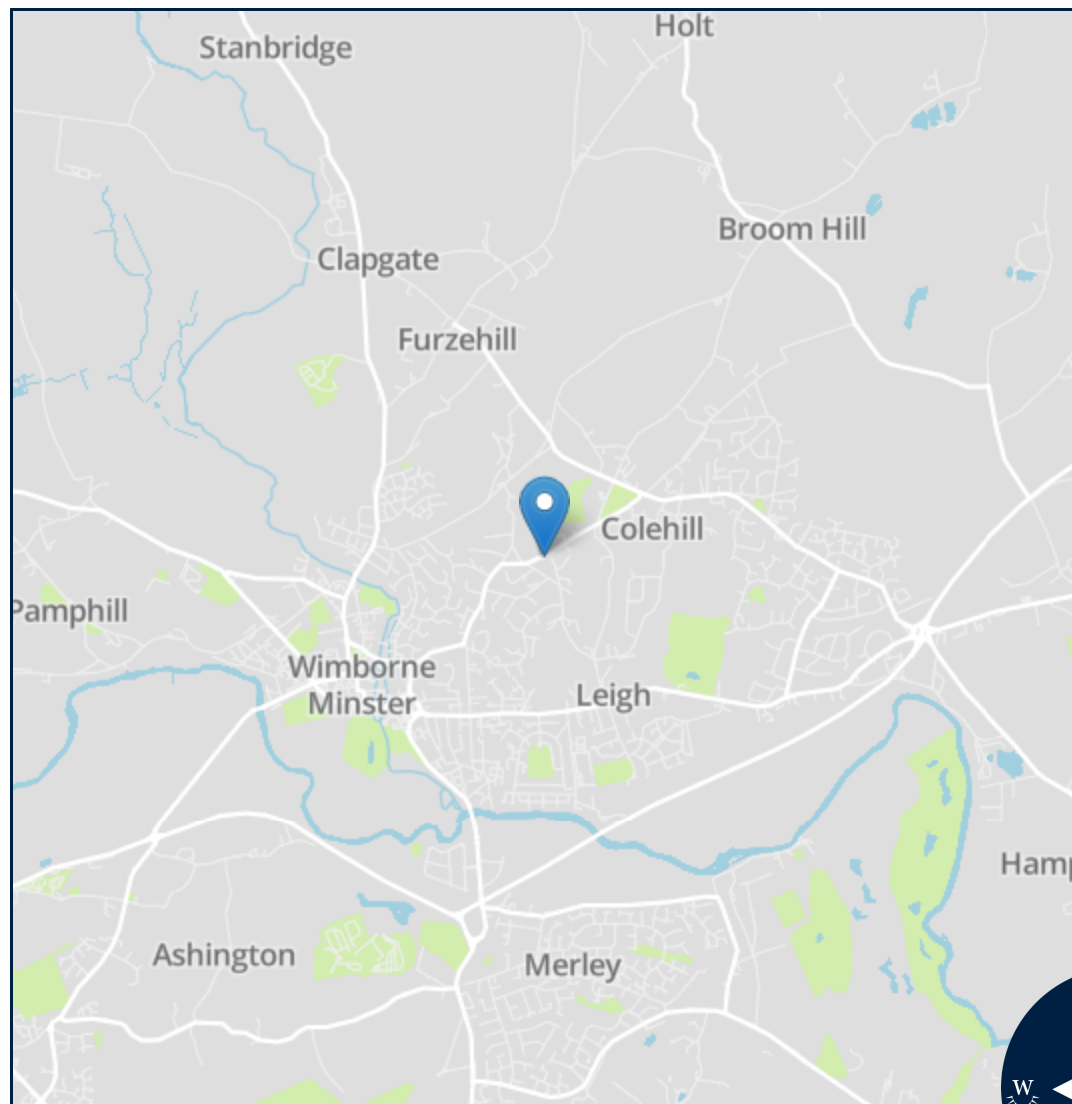 Holt
Stanbridge
Broom Hill
Clapgate
Furzehill
Colehill
Pamphill
Wimborne
Minster
Leigh
Hamp
Ashington
Merley
W